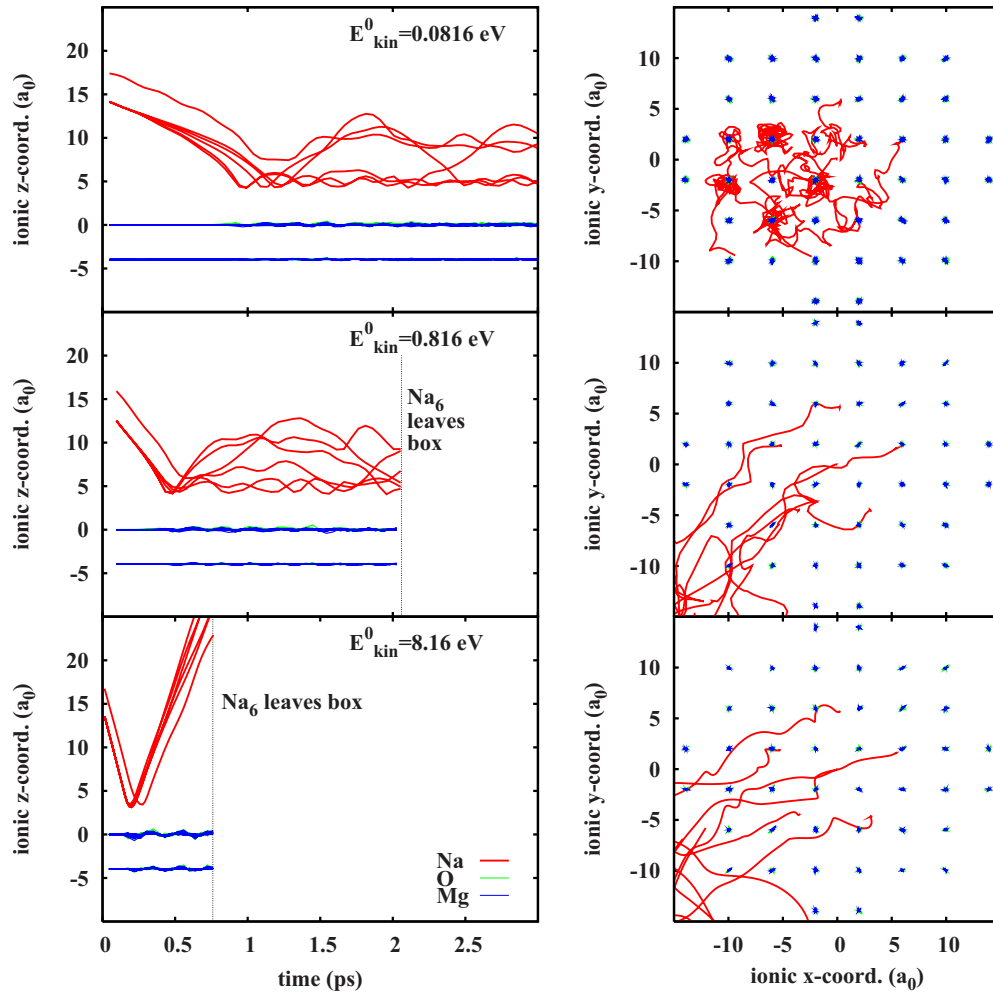 E⁰kin=0.0816 eV
ionic z-coord. (a₀)
20
15
10
5
0
-5
ionic y-coord. (a₀)
10
5
0
-5
-10
E⁰kin=0.816 eV
Na₆
leaves
box
ionic z-coord. (a₀)
20
15
10
5
0
-5
ionic y-coord. (a₀)
10
5
0
-5
-10
E⁰kin=8.16 eV
Na₆ leaves box
ionic z-coord. (a₀)
20
15
10
5
0
-5
Na
O
Mg
0 0.5 1 1.5 2 2.5
time (ps)
ionic y-coord. (a₀)
10
5
0
-5
-10
-10 -5 0 5 10
ionic x-coord. (a₀)